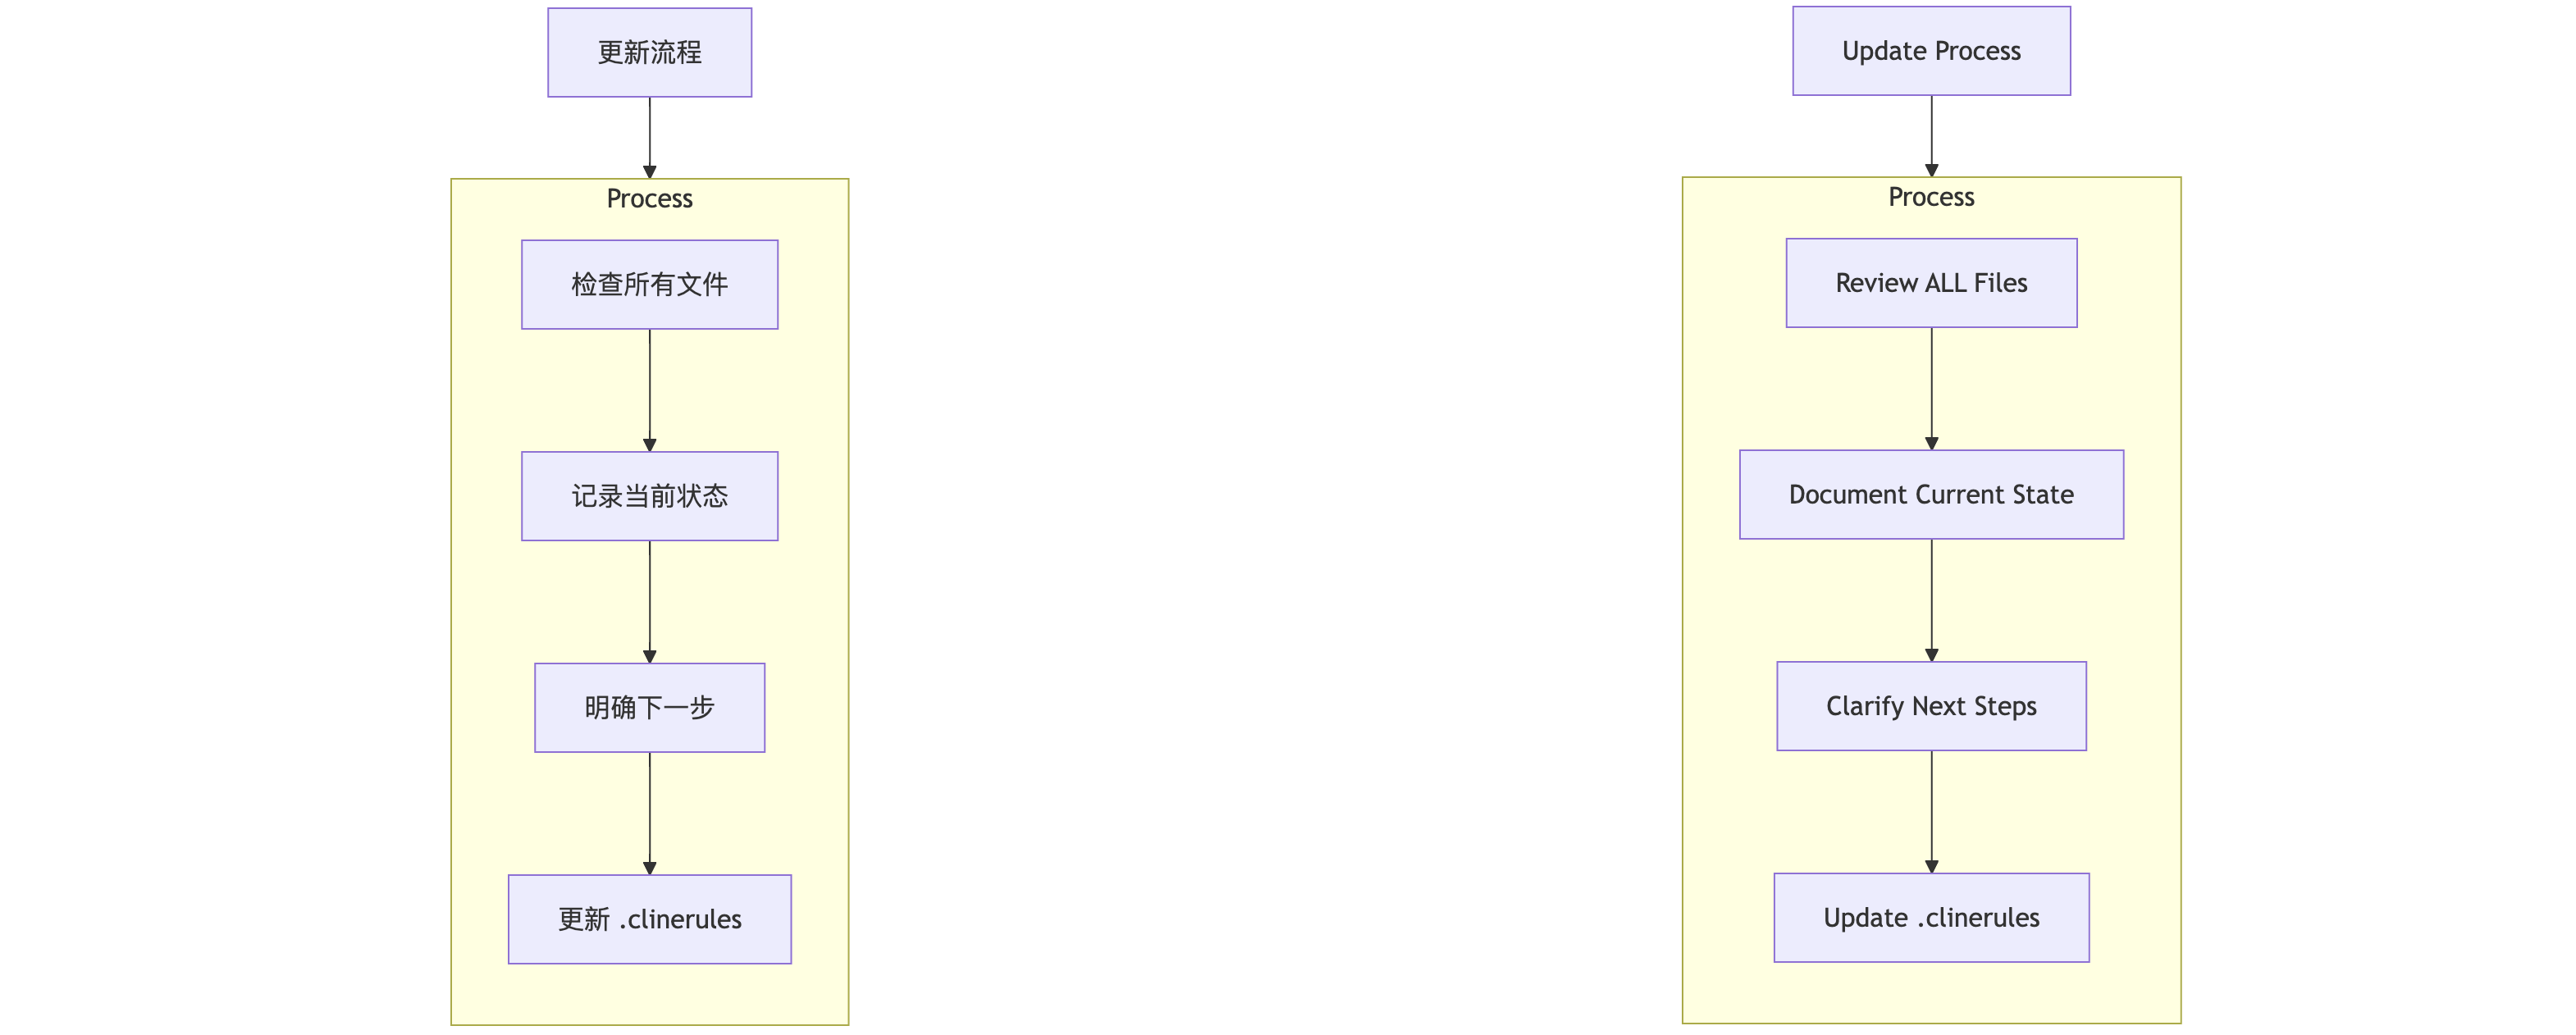 更新流程
Process
检查所有文件
记录当前状态
明确下一步
更新 .clinerules
Update Process
Process
Review ALL Files
Document Current State
Clarify Next Steps
Update .clinerules